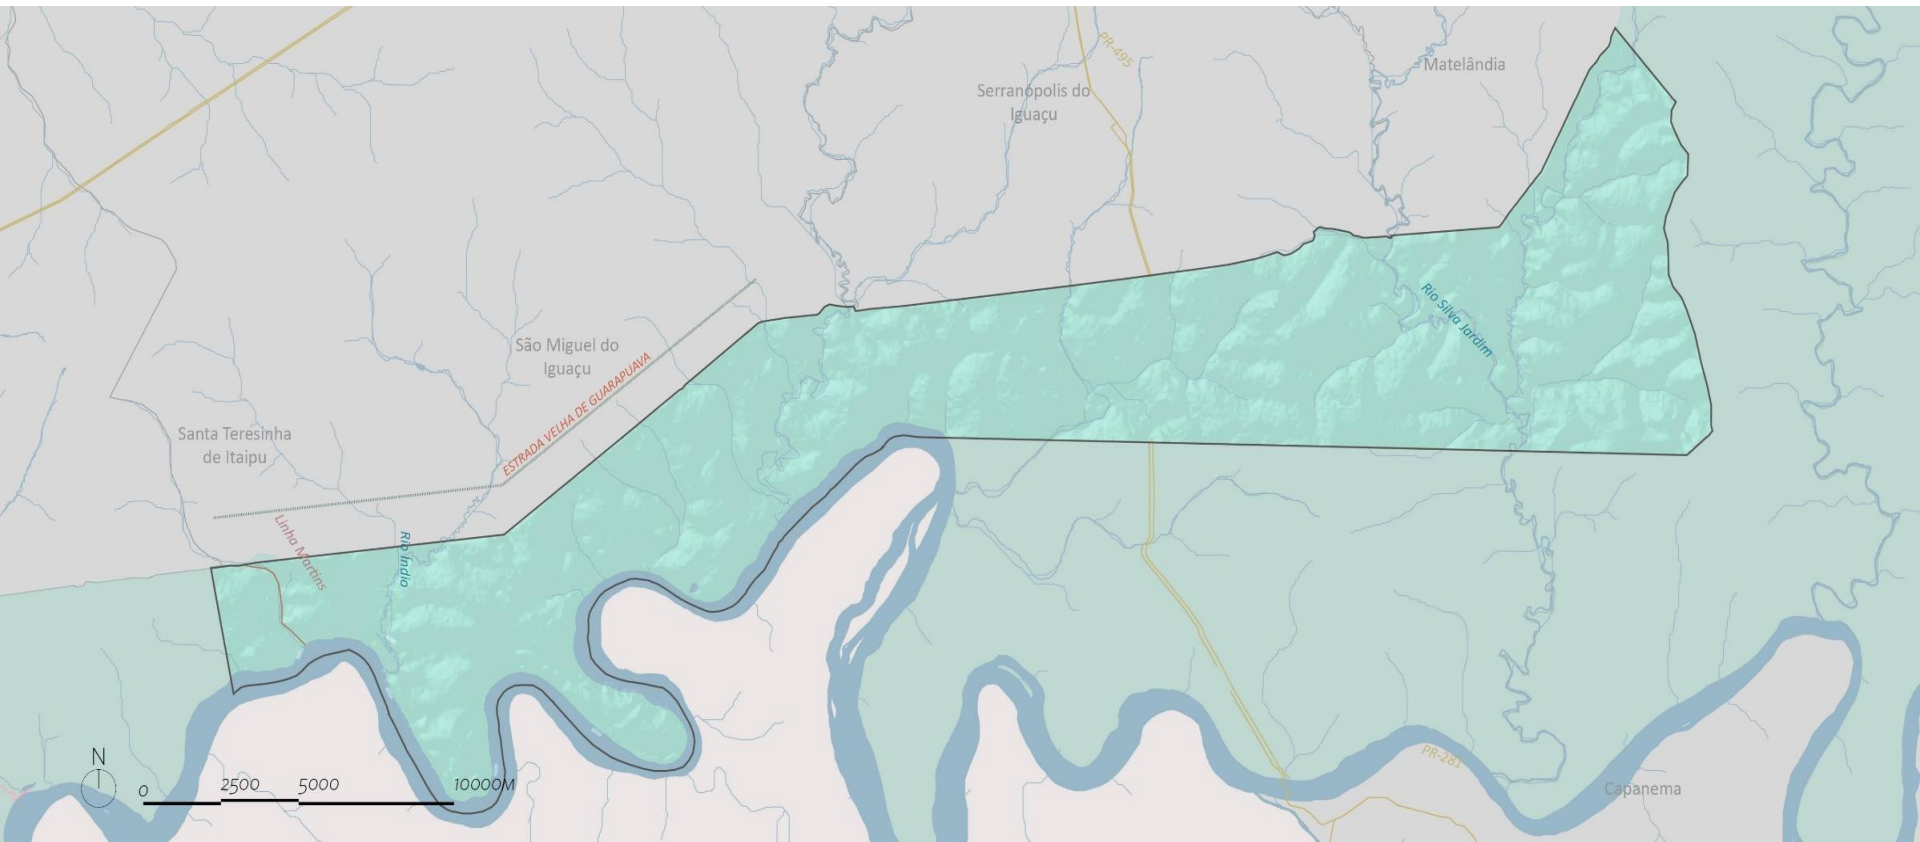 PR-495
Matelândia
Serranópolis do
Iguaçu
Rio Silva Jardim
São Miguel do
Iguaçu
ESTRADA VELHA DE GUARAPUAVA
Santa Teresinha
de Itaipu
Linha Martins
Rio Índio
N
0
2500
5000
10000M
PR-281
Capanema